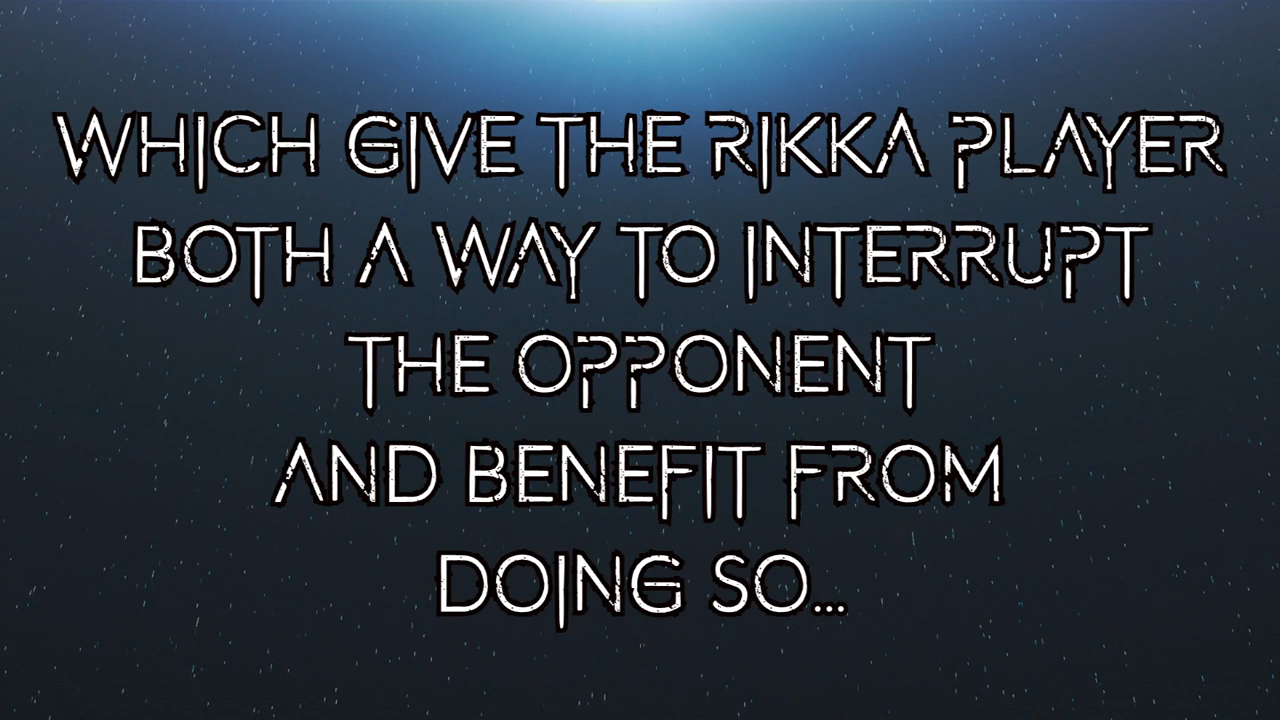 WHICH GIVE THE RIKKA PLAYER
BOTH A WAY TO INTERRUPT
THE OPPONENT
AND BENEFIT FROM
DOING SO...